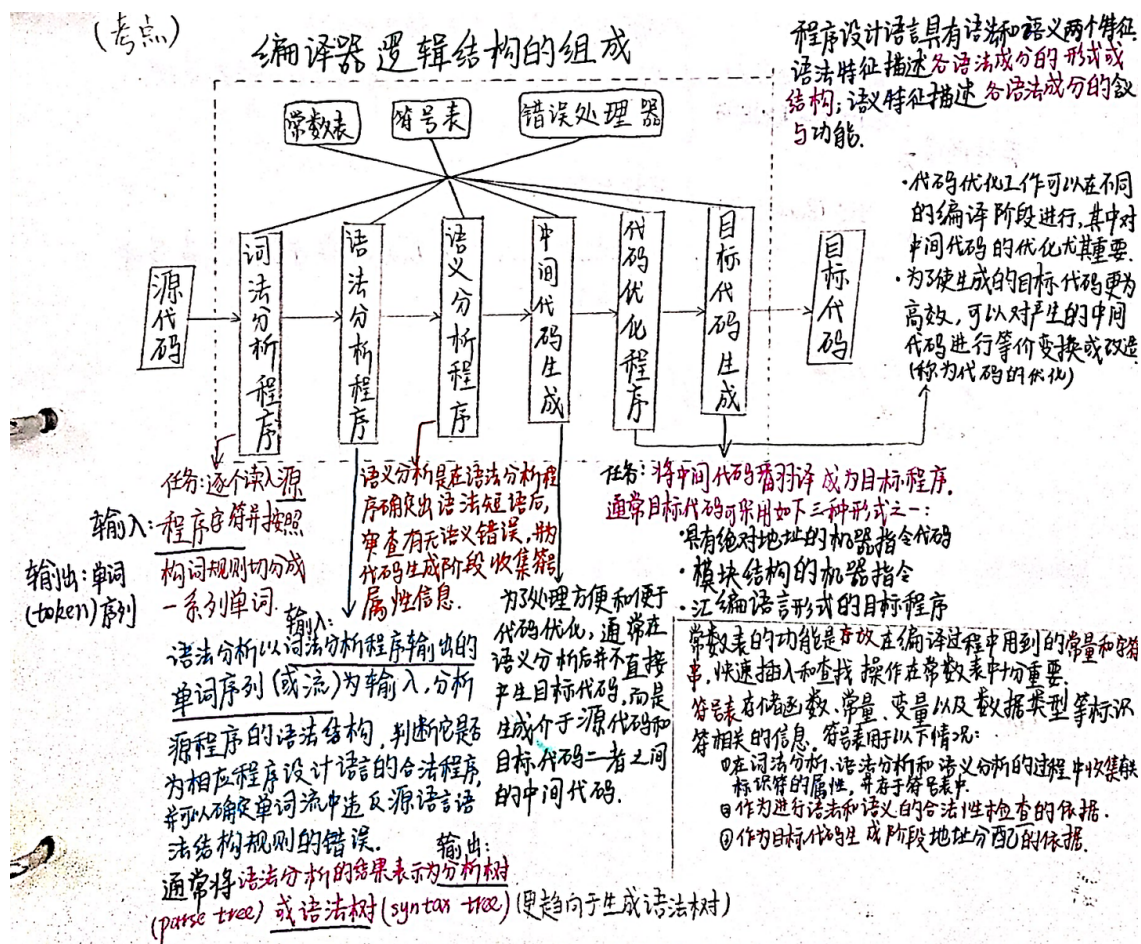 (考点)
编译器逻辑结构的组成
常数表
符号表
错误处理器
源代码
词法分析程序
语法分析程序
语义分析程序
中间代码生成
代码优化程序
目标代码生成
目标代码
程序设计语言具有语法和语义两个特征
语法特征描述各语法成分的形式或
结构;语义特征描述各语法成分的含义
与功能.
·代码优化工作可以在不同
的编译阶段进行,其中对
中间代码的优化尤其重要.
·为了使生成的目标代码更为
高效,可以对产生的中间
代码进行等价变换或改造
(称为代码的优化)
任务:逐个读入源
输入:程序字符并按照
构词规则切分成
一系列单词.
输出:单词
(token)序列
语义分析是在语法分析程
序确定出语法短语后,
审查有无语义错误,并为
代码生成阶段收集符号
属性信息.
输入:
语法分析以词法分析程序输出的
单词序列(或流)为输入,分析
源程序的语法结构,判断它是否
为相应程序设计语言的合法程序,
并可以确定单词流中违反源语言语
法结构规则的错误.
输出:
通常将语法分析的结果表示为分析树
(parse tree)或语法树(syntax tree)(更趋向于生成语法树)
为了处理方便和便于
代码优化,通常在
语义分析后并不直接
产生目标代码,而是
生成介于源代码和
目标代码二者之间
的中间代码.
任务:将中间代码翻译成为目标程序.
通常目标代码可采用如下三种形式之一:
·具有绝对地址的机器指令代码
·模块结构的机器指令
·汇编语言形式的目标程序
常数表的功能是存放在编译过程中用到的常量和字符
串,快速插入和查找操作在常数表中十分重要.
符号表存储函数、常量、变量以及数据类型等标识
符相关的信息.符号表用于以下情况:
①在词法分析、语法分析和语义分析的过程中收集
标识符的属性,并存于符号表中.
②作为进行语法和语义的合法性检查的依据.
③作为目标代码生成阶段地址分配的依据.